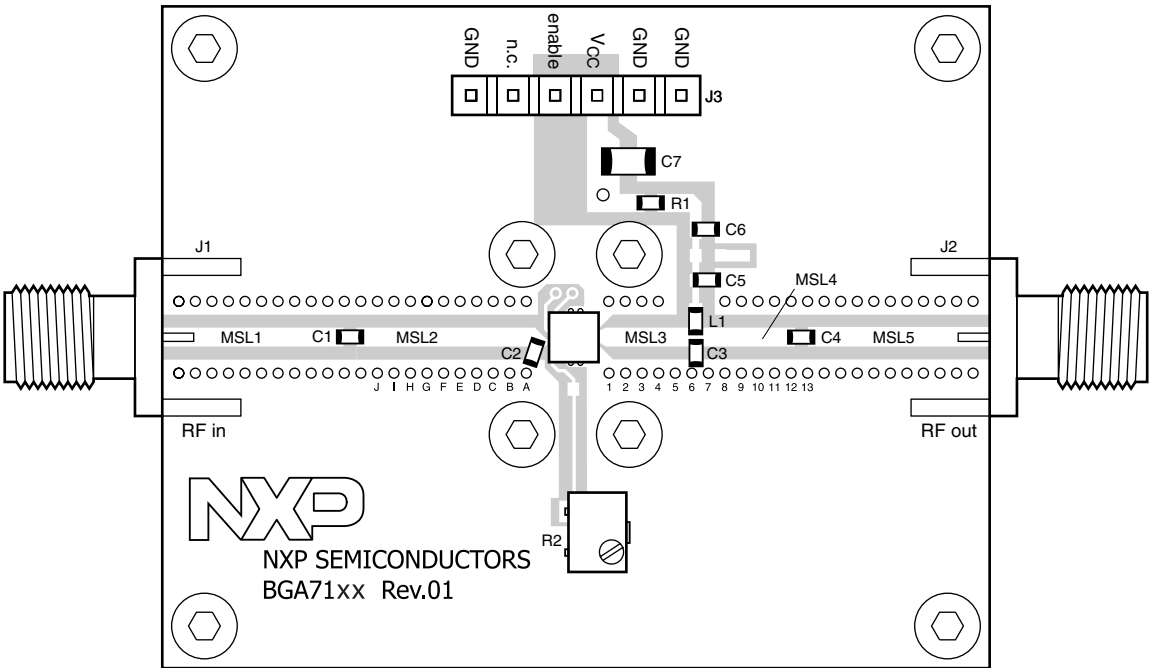 GND n.c. enable VCC GND GND
J3
C7
R1
C6
J1
J2
C5
MSL4
MSL1 C1 MSL2 MSL3 L1 C4 MSL5
C2 C3
J I H G F E D C B A 1 2 3 4 5 6 7 8 9 10 11 12 13
RF in
RF out
NXP
R2
NXP SEMICONDUCTORS
BGA71xx Rev.01